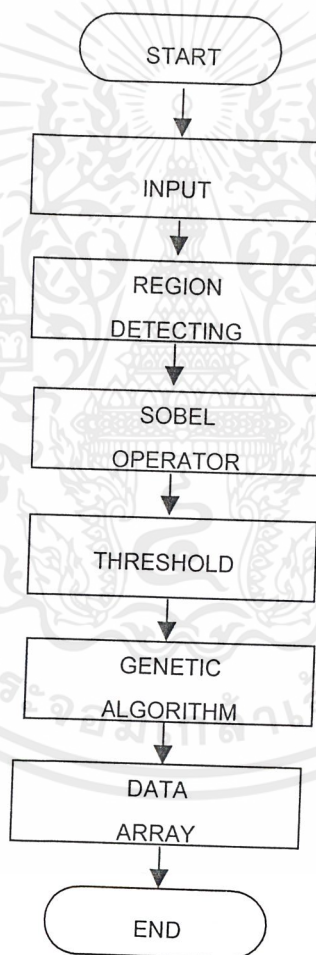 START
INPUT
REGION
DETECTING
SOBEL
OPERATOR
THRESHOLD
GENETIC
ALGORITHM
DATA
ARRAY
END